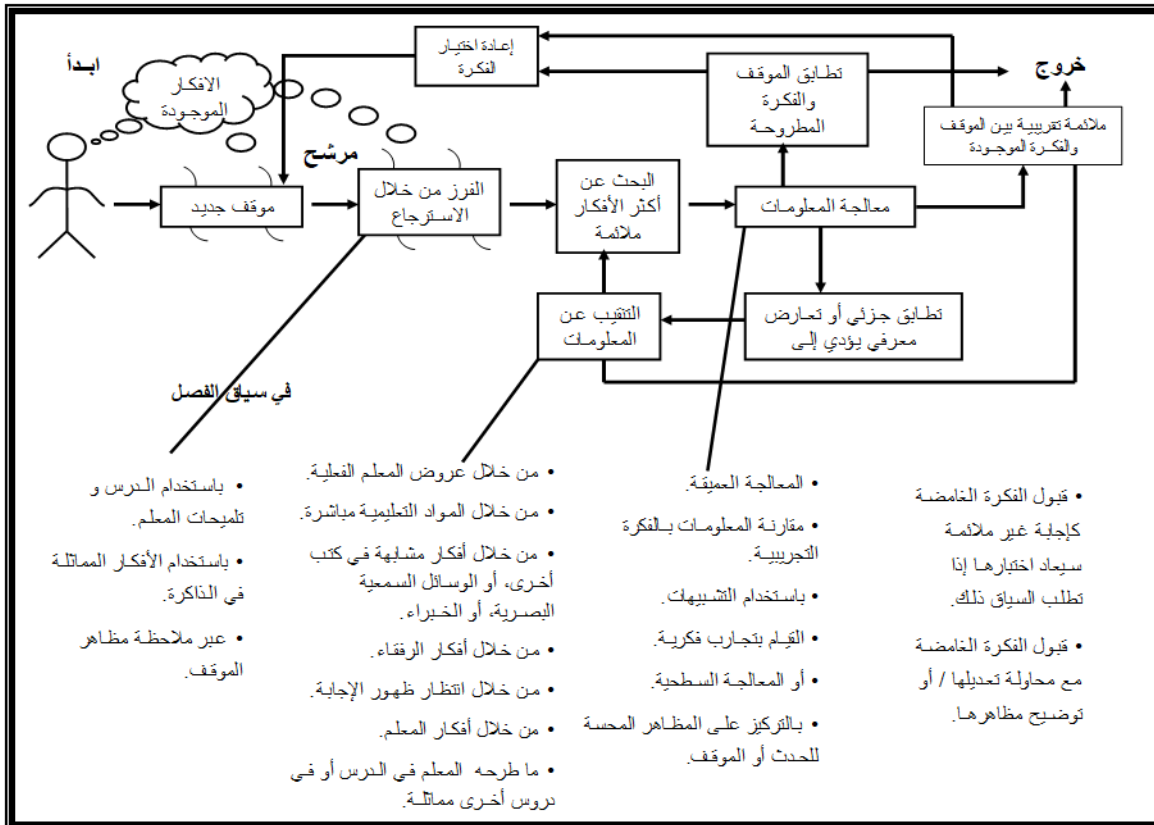 ابدأ
الافكار
الموجودة
إعادة اختيار
الفكرة
تطابق الموقف
والفكرة
المطروحة
خروج
ملائمة تقريبية بين الموقف
والفكرة الموجودة
مرشح
موقف جديد
الفرز من خلال
الاسترجاع
البحث عن
أكثر الأفكار
ملائمة
معالجة المعلومات
التنقيب عن
المعلومات
تطابق جزئي أو تعارض
معرفي يؤدي إلى
في سياق الفصل
• باستخدام الدرس و
تلميحات المعلم.
• باستخدام الأفكار المماثلة
في الذاكرة.
• عبر ملاحظة مظاهر
الموقف.
• من خلال عروض المعلم الفعلية.
• من خلال المواد التعليمية مباشرة.
• من خلال أفكار مشابهة في كتب
أخرى، أو الوسائل السمعية
البصرية، أو الخبراء.
• من خلال أفكار الرفقاء.
• من خلال انتظار ظهور الإجابة.
• من خلال أفكار المعلم.
• ما طرحه المعلم في الدرس أو في
دروس أخرى مماثلة.
• المعالجة العميقة.
• مقارنة المعلومات بالفكرة
التجريبية.
• باستخدام التشبيهات.
• القيام بتجارب فكرية.
• أو المعالجة السطحية.
• بالتركيز على المظاهر المحسة
للحدث أو الموقف.
• قبول الفكرة الغامضة
كإجابة غير ملائمة
سيعاد اختبارها إذا
تطلب السياق ذلك.
• قبول الفكرة الغامضة
مع محاولة تعديلها / أو
توضيح مظاهرها.